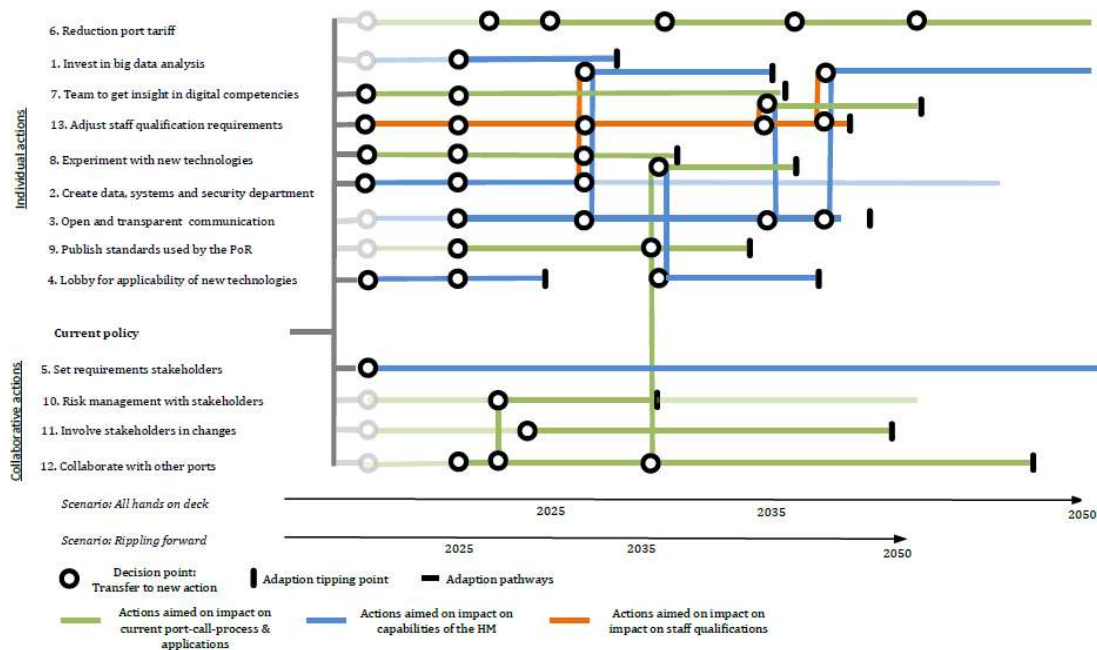 6. Reduction port tariff
1. Invest in big data analysis
7. Team to get insight in digital competencies
13. Adjust staff qualification requirements
8. Experiment with new technologies
2. Create data, systems and security department
3. Open and transparent communication
9. Publish standards used by the PoR
4. Lobby for applicability of new technologies
Individual actions
Current policy
5. Set requirements stakeholders
10. Risk management with stakeholders
11. Involve stakeholders in changes
12. Collaborate with other ports
Collaborative actions
Scenario: All hands on deck
2025
2035
2050
Scenario: Rippling forward
2025
2035
2050
Decision point:
Transfer to new action
Adaption tipping point
Adaption pathways
Actions aimed on impact on
current port-call-process &
applications
Actions aimed on impact on
capabilities of the HM
Actions aimed on impact on
impact on staff qualifications